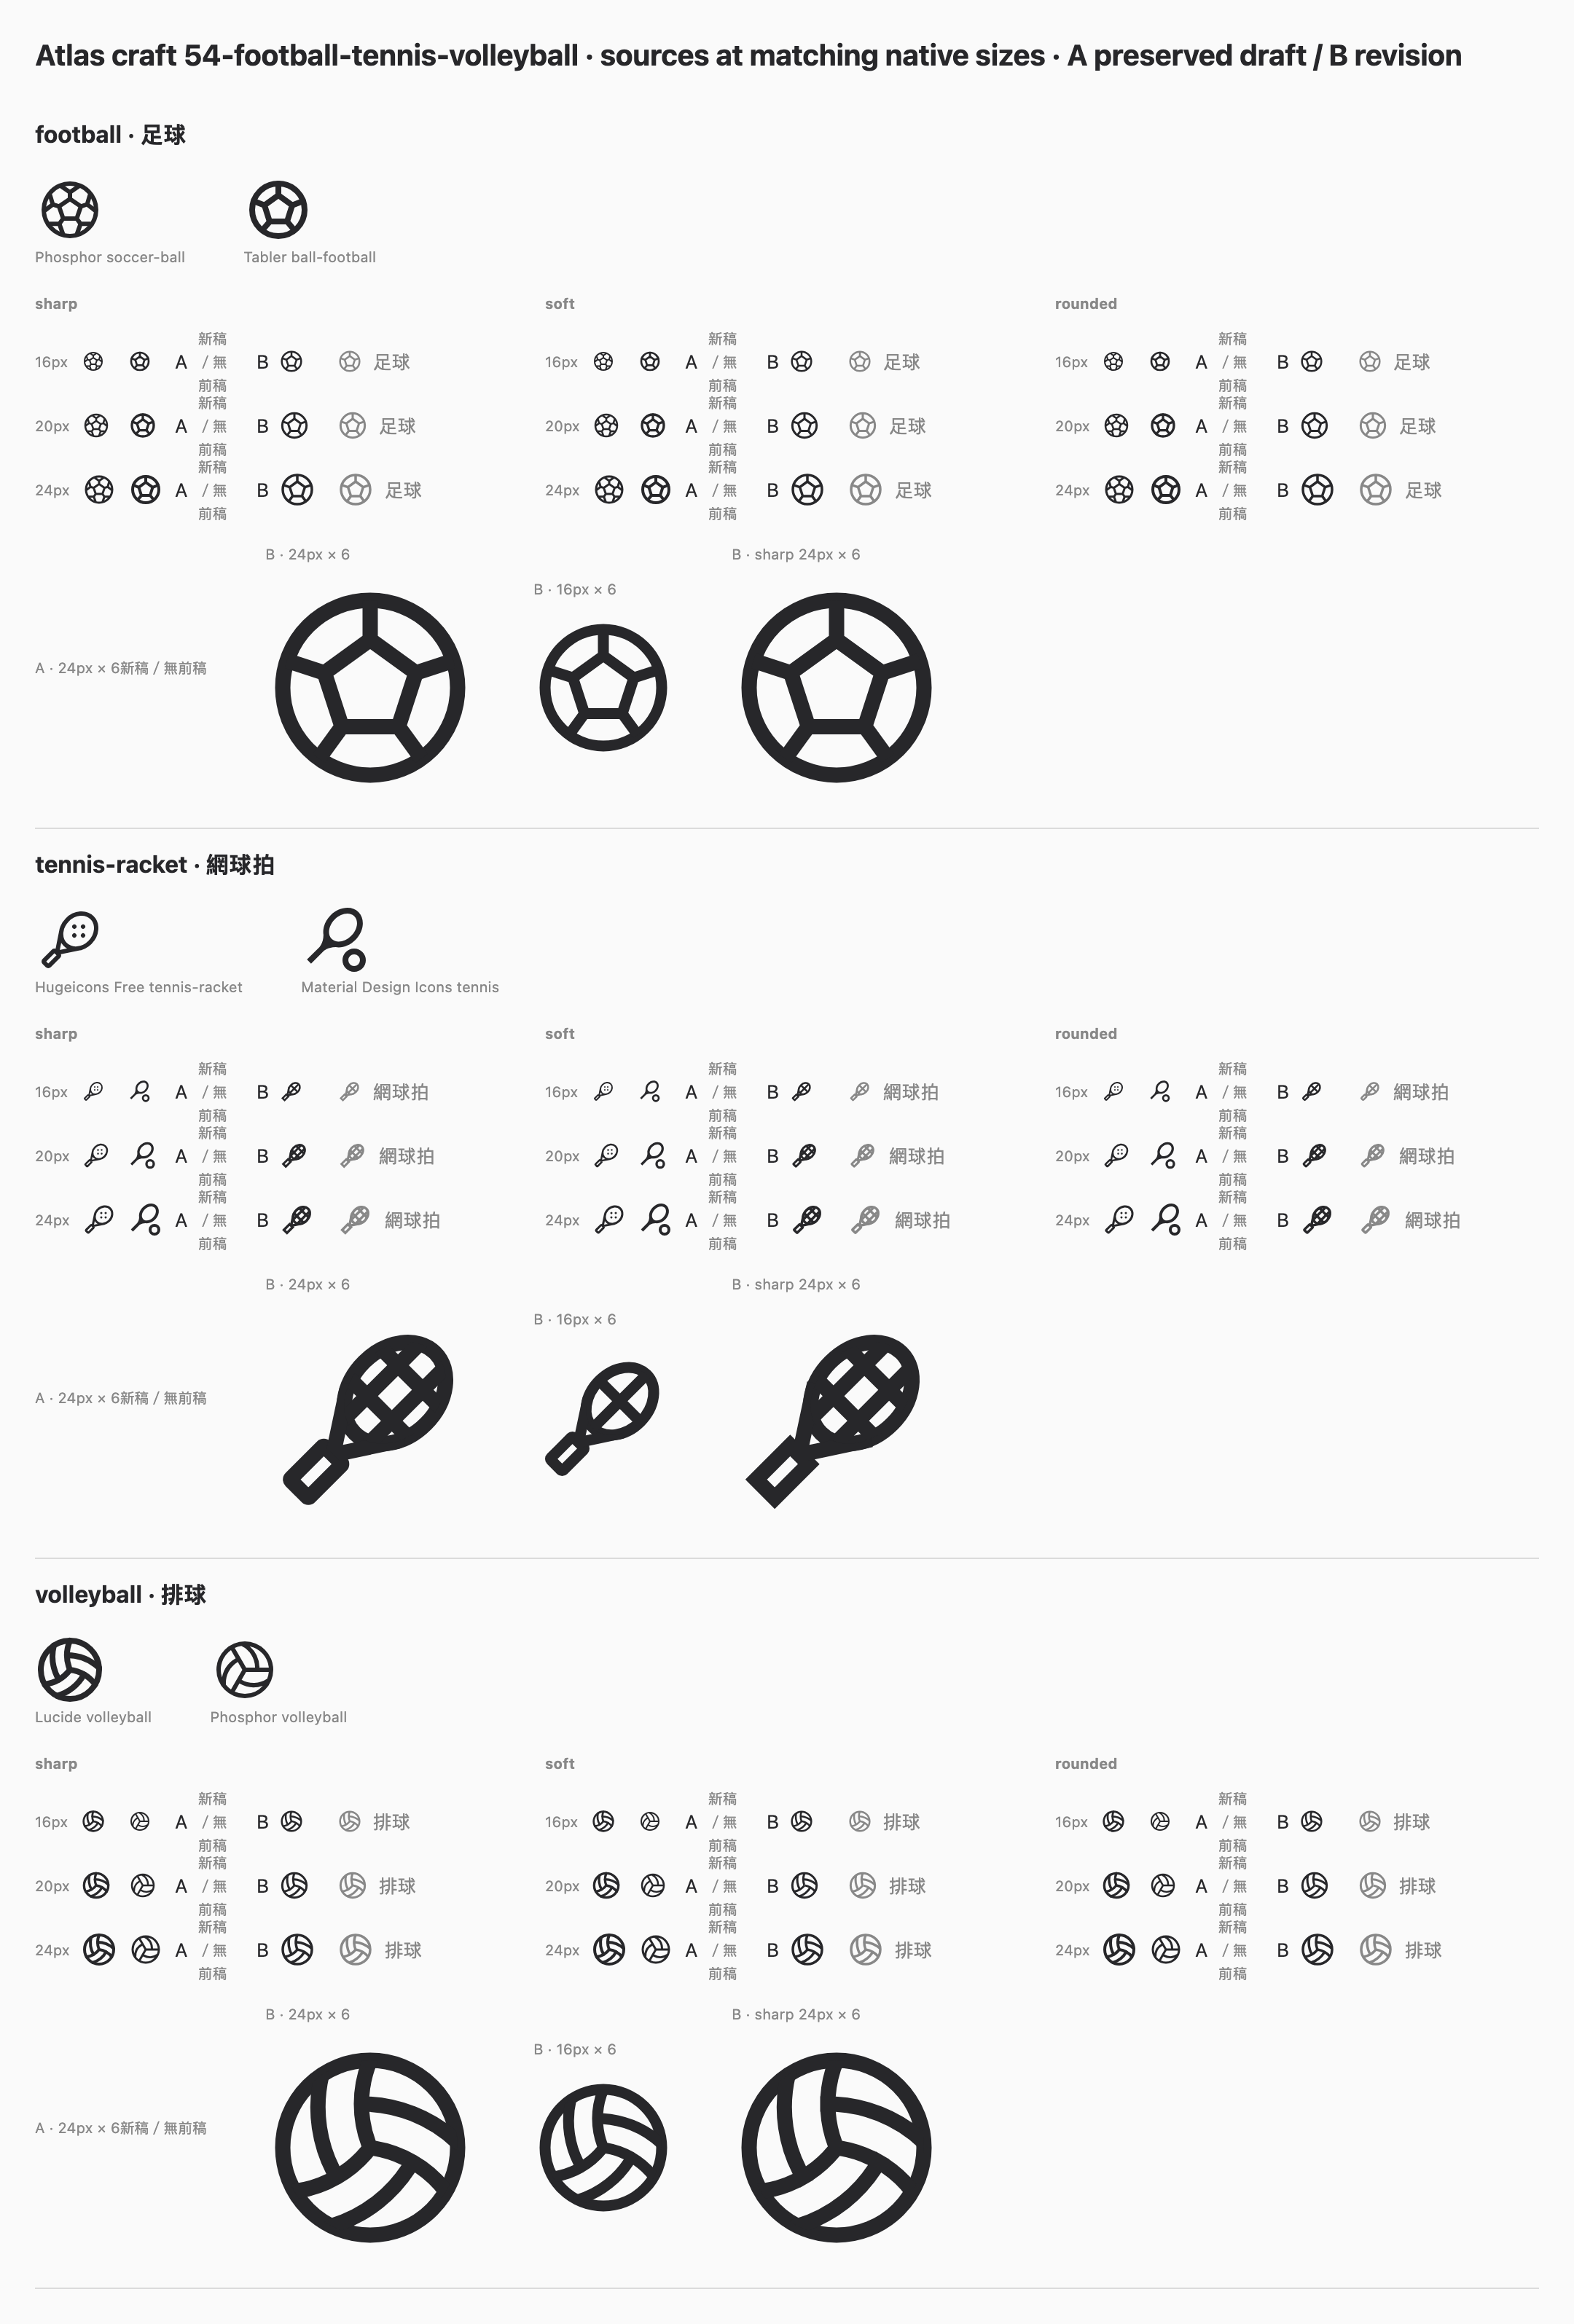 Atlas craft 54-football-tennis-volleyball · sources at matching native sizes · A preserved draft / B revision
football · 足球
Phosphor soccer-ball
Tabler ball-football
sharp
16px A 新稿 / 無前稿 B 足球
20px A 新稿 / 無前稿 B 足球
24px A 新稿 / 無前稿 B 足球
soft
16px A 新稿 / 無前稿 B 足球
20px A 新稿 / 無前稿 B 足球
24px A 新稿 / 無前稿 B 足球
rounded
16px A 新稿 / 無前稿 B 足球
20px A 新稿 / 無前稿 B 足球
24px A 新稿 / 無前稿 B 足球
A · 24px × 6新稿 / 無前稿
B · 24px × 6
B · 16px × 6
B · sharp 24px × 6
tennis-racket · 網球拍
Hugeicons Free tennis-racket
Material Design Icons tennis
sharp
16px A 新稿 / 無前稿 B 網球拍
20px A 新稿 / 無前稿 B 網球拍
24px A 新稿 / 無前稿 B 網球拍
soft
16px A 新稿 / 無前稿 B 網球拍
20px A 新稿 / 無前稿 B 網球拍
24px A 新稿 / 無前稿 B 網球拍
rounded
16px A 新稿 / 無前稿 B 網球拍
20px A 新稿 / 無前稿 B 網球拍
24px A 新稿 / 無前稿 B 網球拍
A · 24px × 6新稿 / 無前稿
B · 24px × 6
B · 16px × 6
B · sharp 24px × 6
volleyball · 排球
Lucide volleyball
Phosphor volleyball
sharp
16px A 新稿 / 無前稿 B 排球
20px A 新稿 / 無前稿 B 排球
24px A 新稿 / 無前稿 B 排球
soft
16px A 新稿 / 無前稿 B 排球
20px A 新稿 / 無前稿 B 排球
24px A 新稿 / 無前稿 B 排球
rounded
16px A 新稿 / 無前稿 B 排球
20px A 新稿 / 無前稿 B 排球
24px A 新稿 / 無前稿 B 排球
A · 24px × 6新稿 / 無前稿
B · 24px × 6
B · 16px × 6
B · sharp 24px × 6